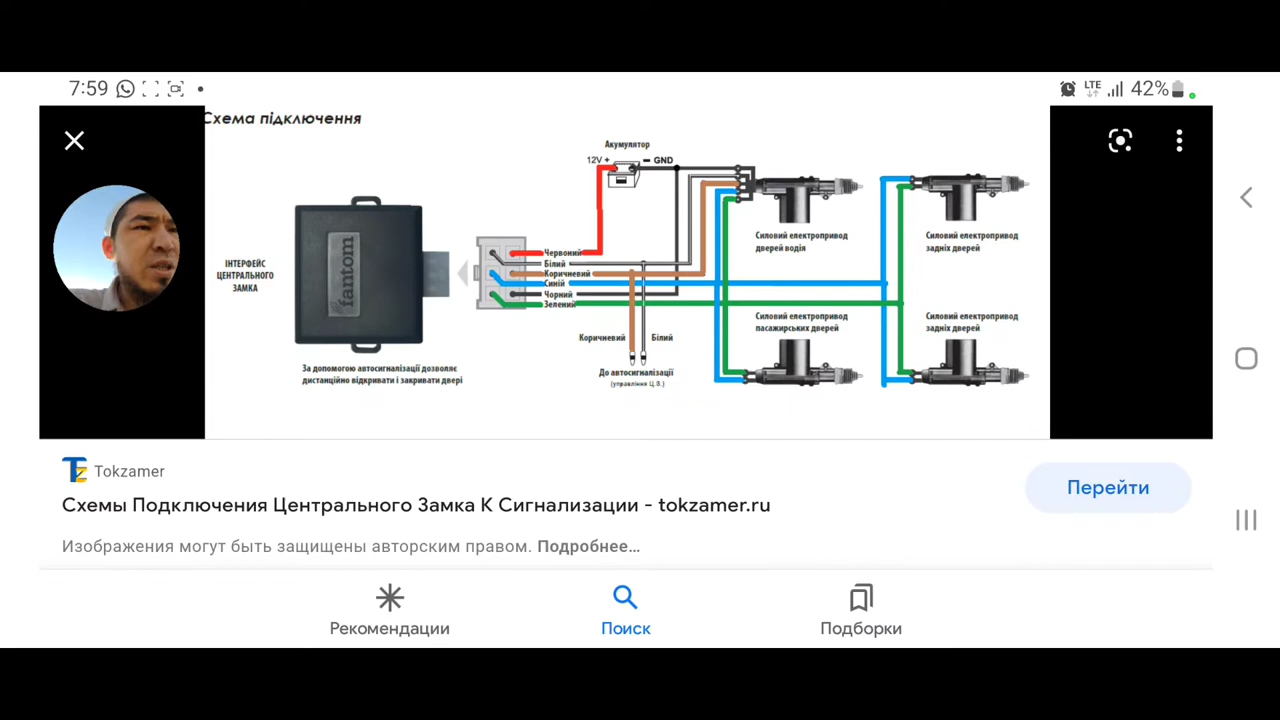 7:59
LTE 42%
Схема підключення
Акумулятор
12V + − GND
ІНТЕРФЕЙС
ЦЕНТРАЛЬНОГО
ЗАМКА
fantom
Червоний
Білий
Коричневий
Синій
Чорний
Зелений
Силовий електропривод
дверей водія
Силовий електропривод
задніх дверей
Силовий електропривод
пасажирських дверей
Силовий електропривод
задніх дверей
Коричневий Білий
До автосигналізації
(управління Ц.З.)
За допомогою автосигналізації дозволяє
дистанційно відкривати і закривати двері
Tokzamer
Схемы Подключения Центрального Замка К Сигнализации - tokzamer.ru
Перейти
Изображения могут быть защищены авторским правом. Подробнее...
Рекомендации
Поиск
Подборки